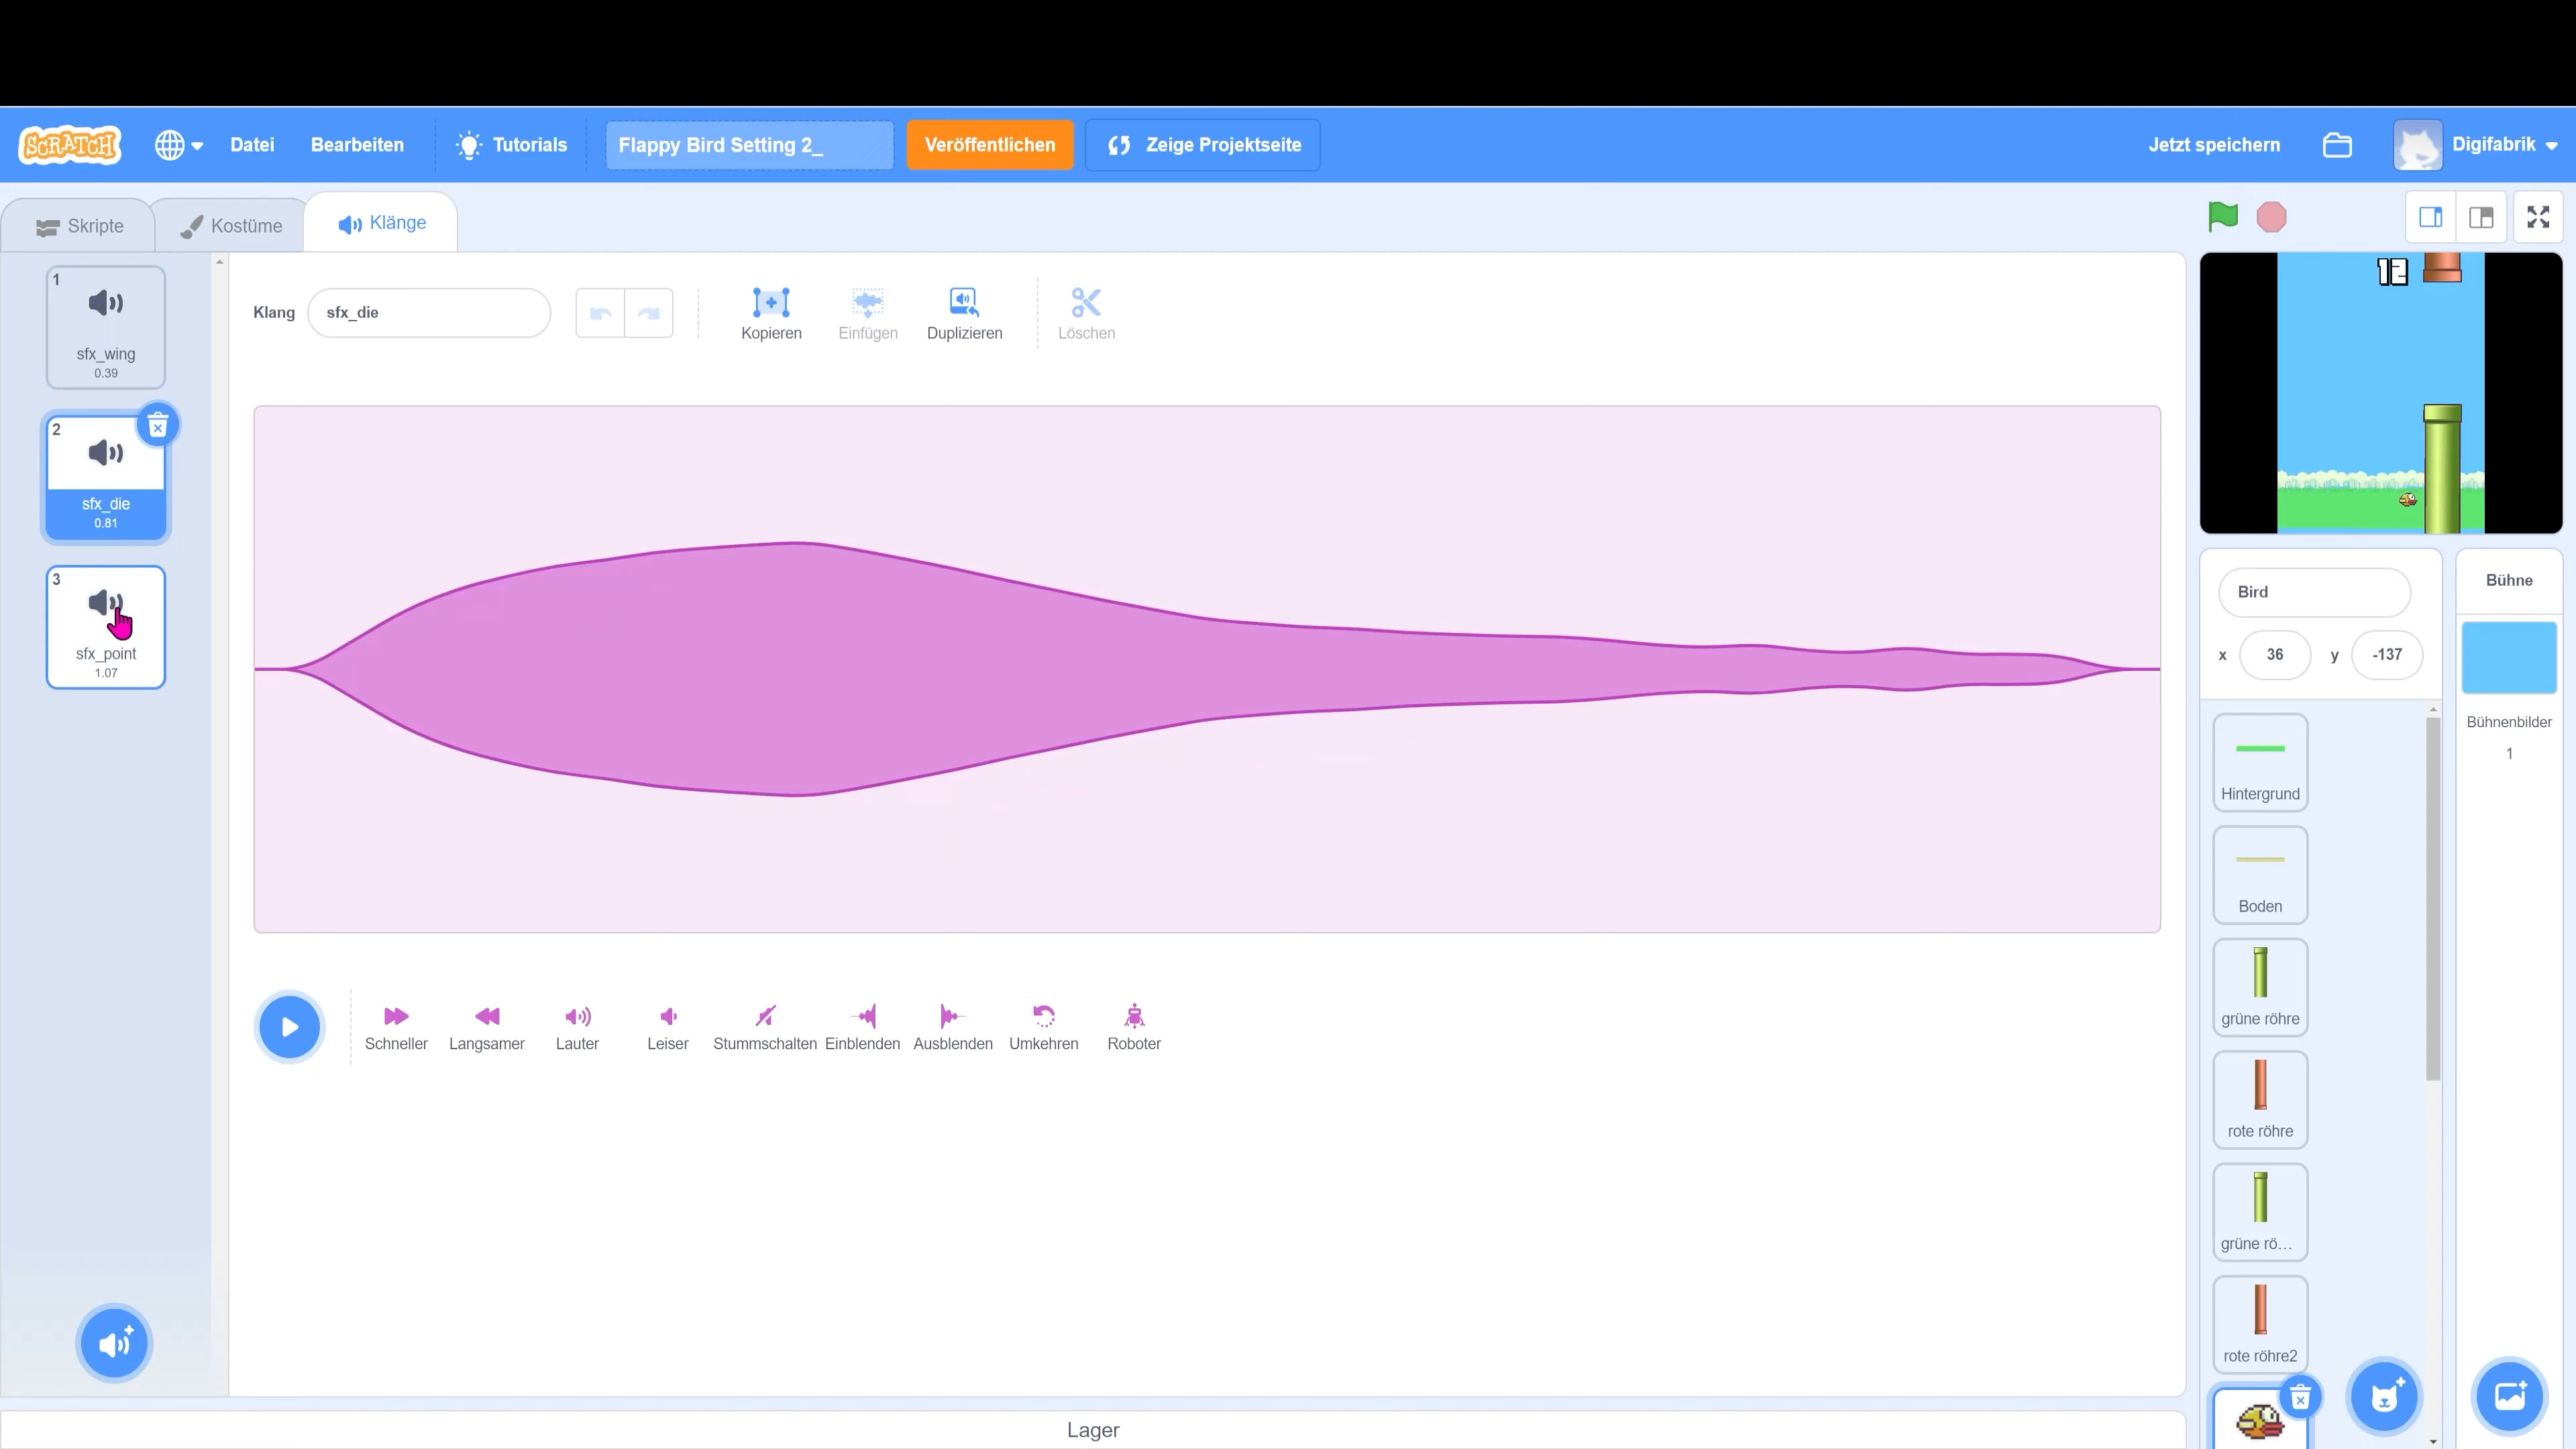 SCRATCH
Datei
Bearbeiten
Tutorials
Flappy Bird Setting 2_
Veröffentlichen
Zeige Projektseite
Jetzt speichern
Digifabrik
Skripte
Kostüme
Klänge
1
sfx_wing
0.39
2
sfx_die
0.81
3
sfx_point
1.07
Klang
sfx_die
Kopieren
Einfügen
Duplizieren
Löschen
Schneller
Langsamer
Lauter
Leiser
Stummschalten
Einblenden
Ausblenden
Umkehren
Roboter
Lager
Bird
x 36 y -137
Hintergrund
Boden
grüne röhre
rote röhre
grüne rö...
rote röhre2
Bühne
Bühnenbilder
1